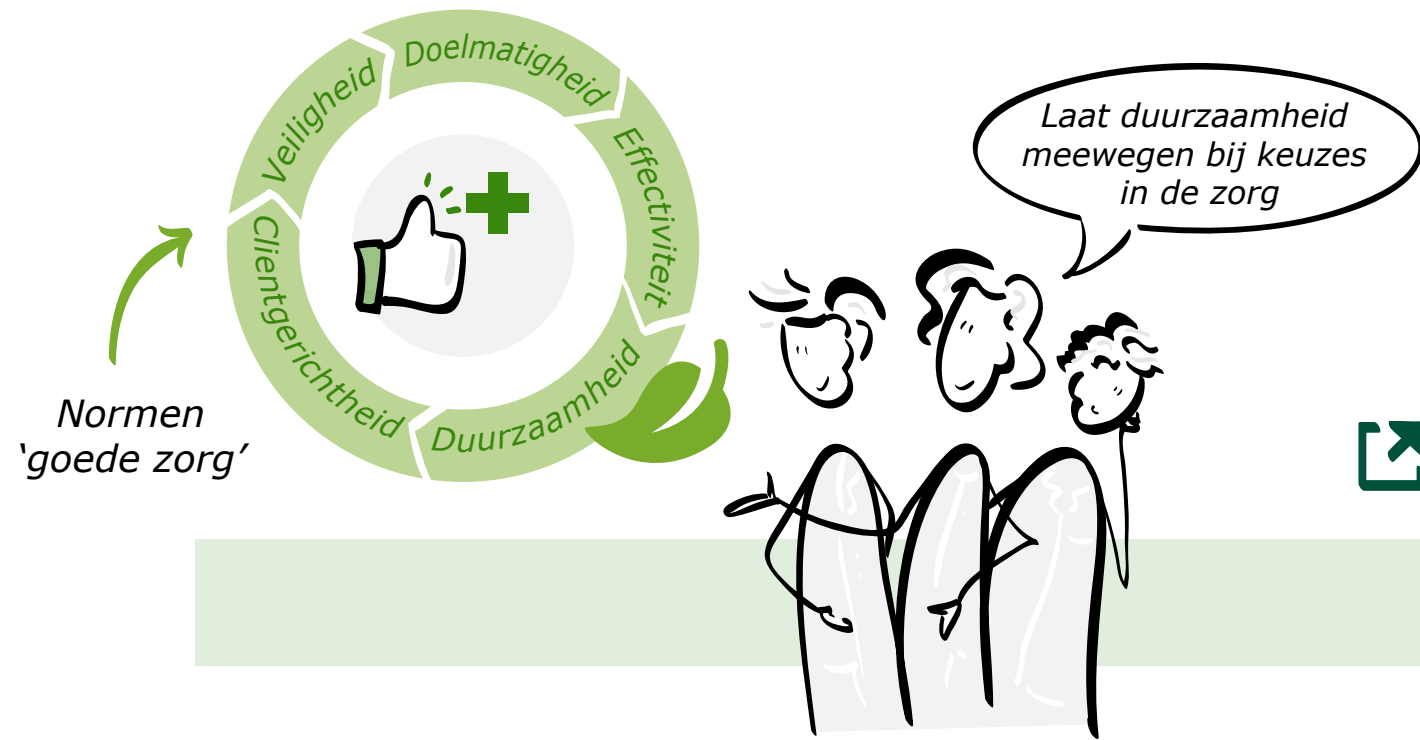 Doelmatigheid
Veiligheid
Effectiviteit
Clientgerichtheid
Duurzaamheid
Normen
‘goede zorg’
Laat duurzaamheid
meewegen bij keuzes
in de zorg